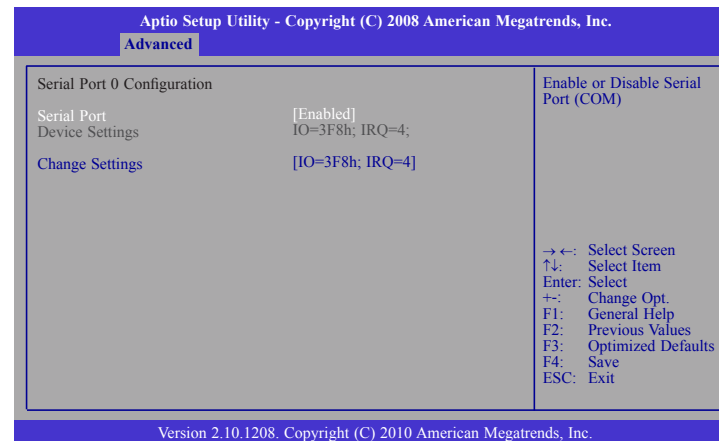 Aptio Setup Utility - Copyright (C) 2008 American Megatrends, Inc.
Advanced
Serial Port 0 Configuration
Serial Port [Enabled]
Device Settings IO=3F8h; IRQ=4;
Change Settings [IO=3F8h; IRQ=4]
Enable or Disable Serial
Port (COM)
→←: Select Screen
↑↓: Select Item
Enter: Select
+-: Change Opt.
F1: General Help
F2: Previous Values
F3: Optimized Defaults
F4: Save
ESC: Exit
Version 2.10.1208. Copyright (C) 2010 American Megatrends, Inc.